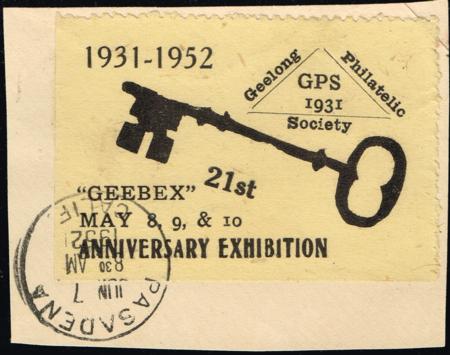 1931-1952
Geelong Philatelic
GPS
1931
Society
21st
"GEEBEX"
MAY 8, 9, & 10
ANNIVERSARY EXHIBITION
PASADENA
JUN 7
8 30 AM
1952
CALIF.